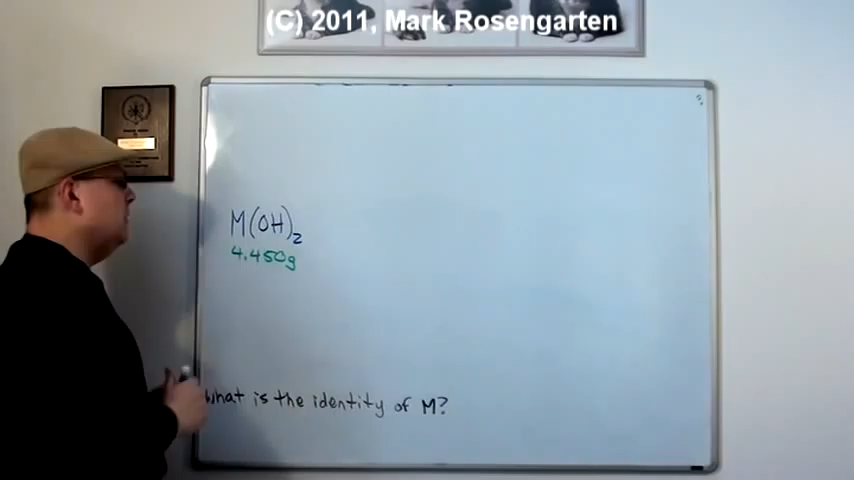 (C) 2011, Mark Rosengarten
M(OH)2
4.450g
What is the identity of M?